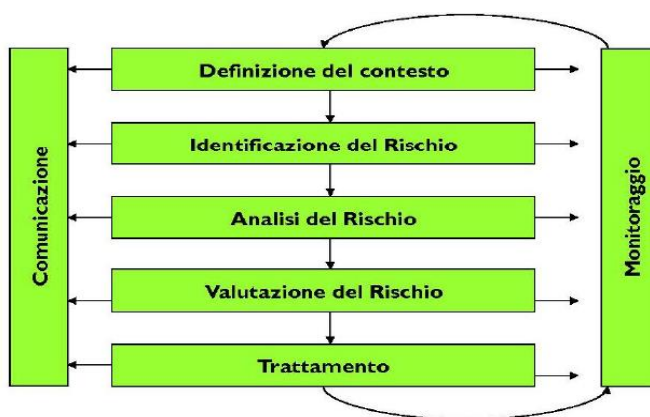 Definizione del contesto
Identificazione del Rischio
Analisi del Rischio
Valutazione del Rischio
Trattamento
Comunicazione
Monitoraggio